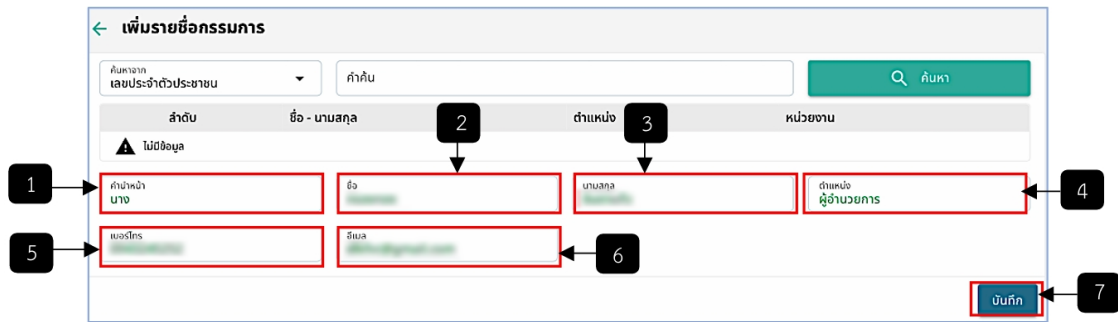 ← เพิ่มรายชื่อกรรมการ
ค้นหาจาก
เลขประจำตัวประชาชน
คำค้น
ค้นหา
ลำดับ ชื่อ - นามสกุล ตำแหน่ง หน่วยงาน
2 3
ไม่มีข้อมูล
1 คำนำหน้า ชื่อ นามสกุล ตำแหน่ง 4
นาง ผู้อำนวยการ
5 เบอร์โทร อีเมล 6
บันทึก 7